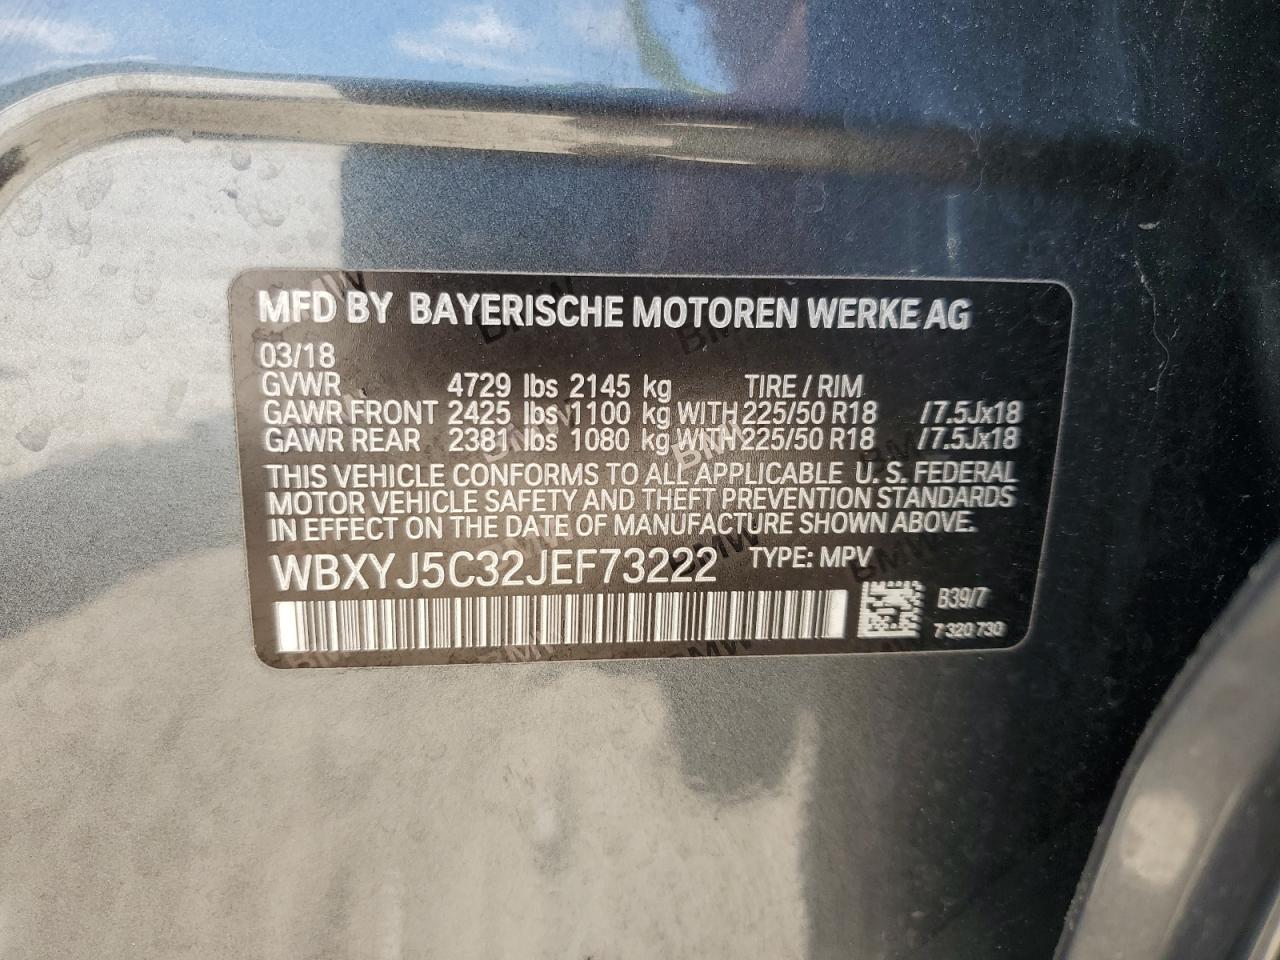 MFD BY BAYERISCHE MOTOREN WERKE AG
03/18
GVWR 4729 lbs 2145 kg TIRE / RIM
GAWR FRONT 2425 lbs 1100 kg WITH 225/50 R18 /7.5Jx18
GAWR REAR 2381 lbs 1080 kg WITH 225/50 R18 /7.5Jx18
THIS VEHICLE CONFORMS TO ALL APPLICABLE U. S. FEDERAL
MOTOR VEHICLE SAFETY AND THEFT PREVENTION STANDARDS
IN EFFECT ON THE DATE OF MANUFACTURE SHOWN ABOVE.
WBXYJ5C32JEF73222 TYPE: MPV
B39/7
7 320 730